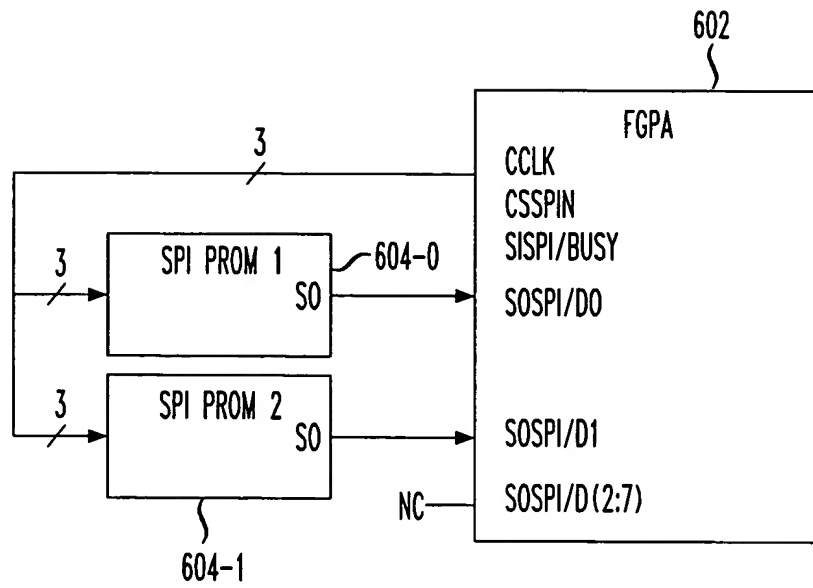 602
FGPA
3
CCLK
CSSPIN
SISPI/BUSY
3
SPI PROM 1
604-0
SO
SOSPI/D0
3
SPI PROM 2
SO
SOSPI/D1
NC
SOSPI/D(2:7)
604-1